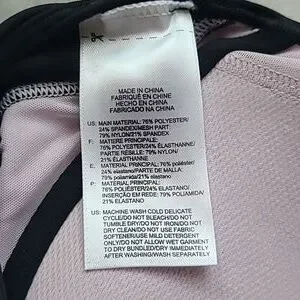 MADE IN CHINA
FABRIQUÉ EN CHINE
HECHO EN CHINA
FABRICADO NA CHINA
US: MAIN MATERIAL: 76% POLYESTER/
24% SPANDEX/MESH PART:
79% NYLON/21% SPANDEX
F: MATIERE PRINCIPALE:
76% POLYESTER/24% ÉLASTHANNE/
PARTIE RÉSILLE: 79% NYLON/
21% ÉLASTHANNE
E: MATERIAL PRINCIPAL: 76% poliéster/
24% elastano/PARTE DE MALLA:
79% poliamida/21% elastano
P: MATERIAL PRINCIPAL:
76% POLIÉSTER/24% ELASTANO/
INSERÇÃO EM REDE: 79% POLIAMIDA/
21% ELASTANO
US: MACHINE WASH COLD DELICATE
CYCLE/DO NOT BLEACH/DO NOT
TUMBLE DRY/DO NOT IRON/DO NOT
DRY CLEAN/DO NOT USE FABRIC
SOFTENER/USE MILD DETERGENT
ONLY/DO NOT ALLOW WET GARMENT
TO DRY BUNDLED/DRY IMMEDIATELY
AFTER WASHING/WASH SEPARATELY